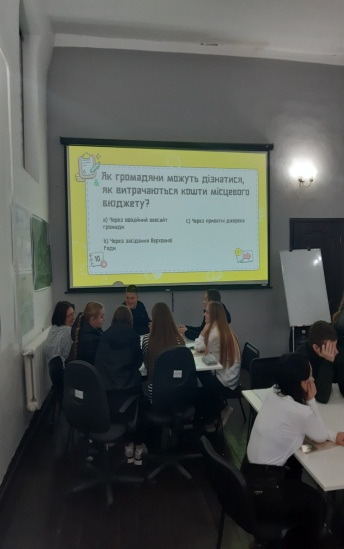 Як громадяни можуть дізнатися,
як витрачаються кошти місцевого
бюджету?
а) Через офіційний вебсайт
громади
с) Через приватні джерела
b) Через засідання Верховної
Ради
10